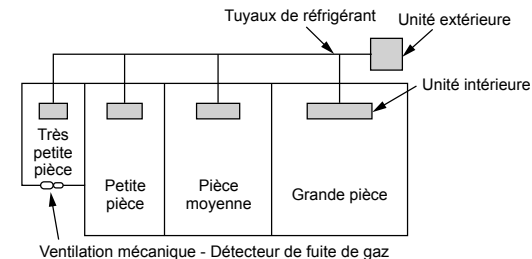 Tuyaux de réfrigérant
Unité extérieure
Unité intérieure
Très
petite
pièce
Petite
pièce
Pièce
moyenne
Grande pièce
Ventilation mécanique - Détecteur de fuite de gaz